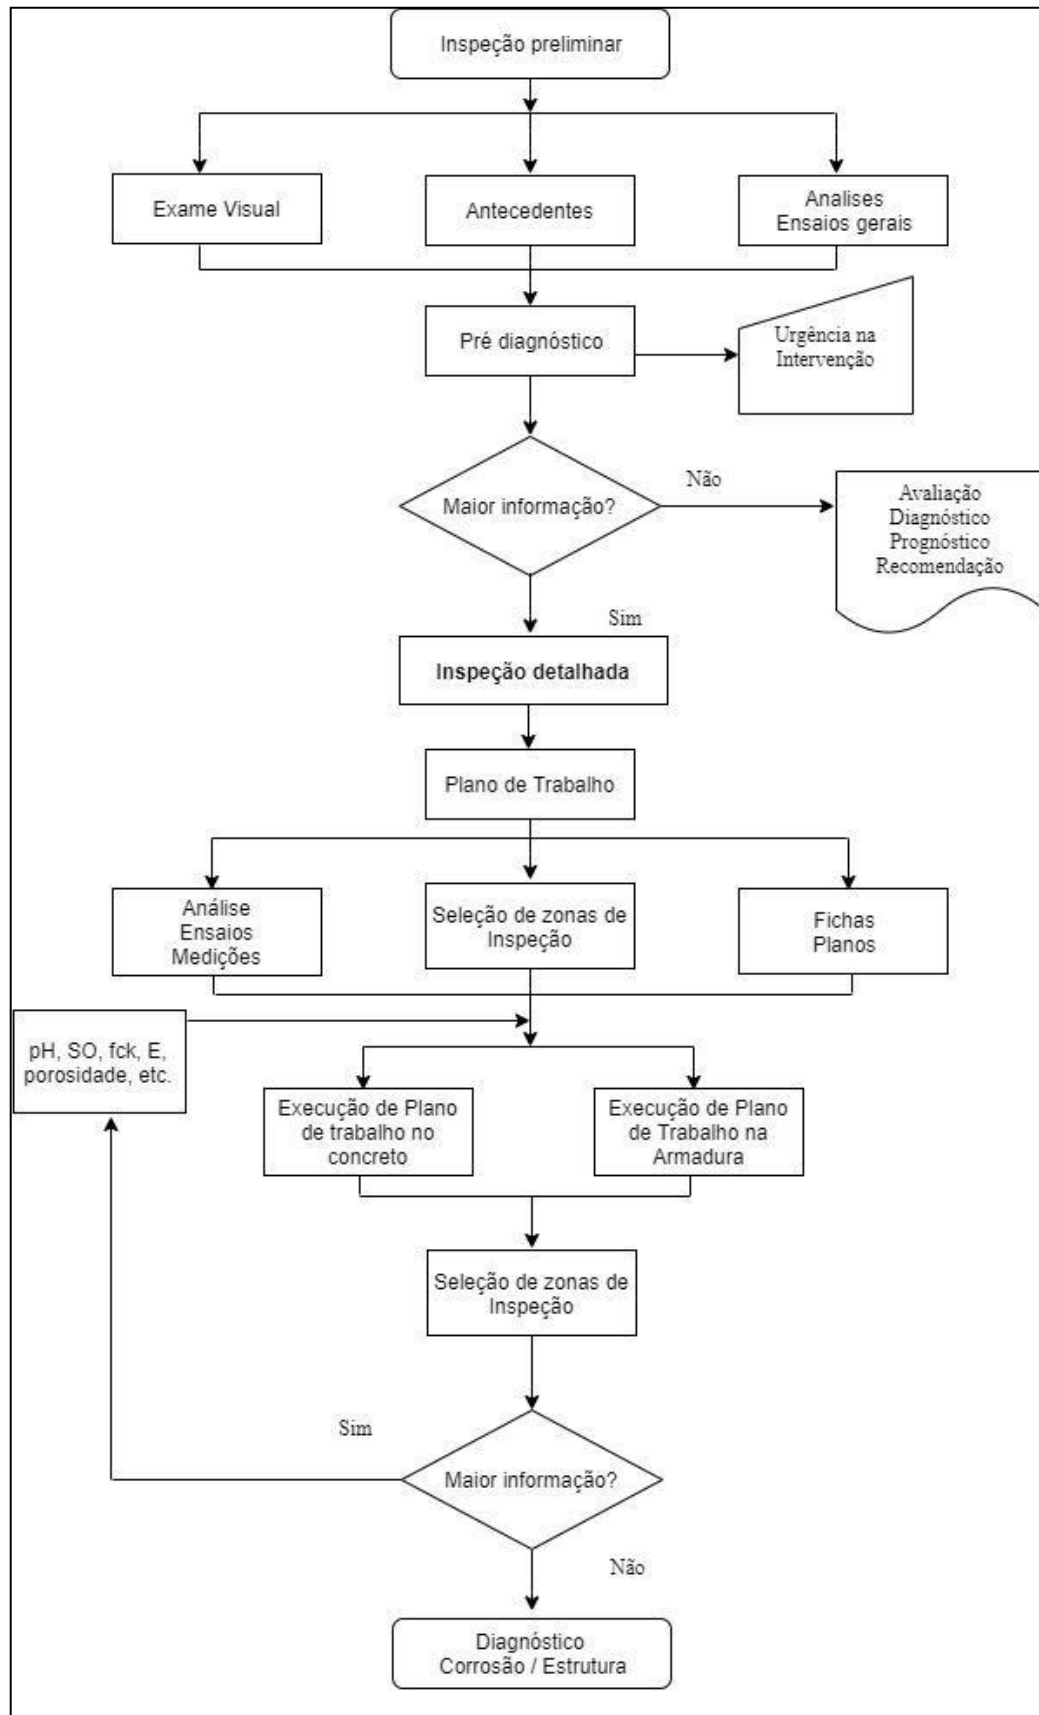 Inspeção preliminar
Exame Visual
Antecedentes
Analises
Ensaios gerais
Pré diagnóstico
Urgência na
Intervenção
Maior informação?
Não
Avaliação
Diagnóstico
Prognóstico
Recomendação
Sim
Inspeção detalhada
Plano de Trabalho
Análise
Ensaios
Medições
Seleção de zonas de
Inspeção
Fichas
Planos
pH, SO, fck, E,
porosidade, etc.
Execução de Plano
de trabalho no
concreto
Execução de Plano
de Trabalho na
Armadura
Seleção de zonas de
Inspeção
Sim
Maior informação?
Não
Diagnóstico
Corrosão / Estrutura